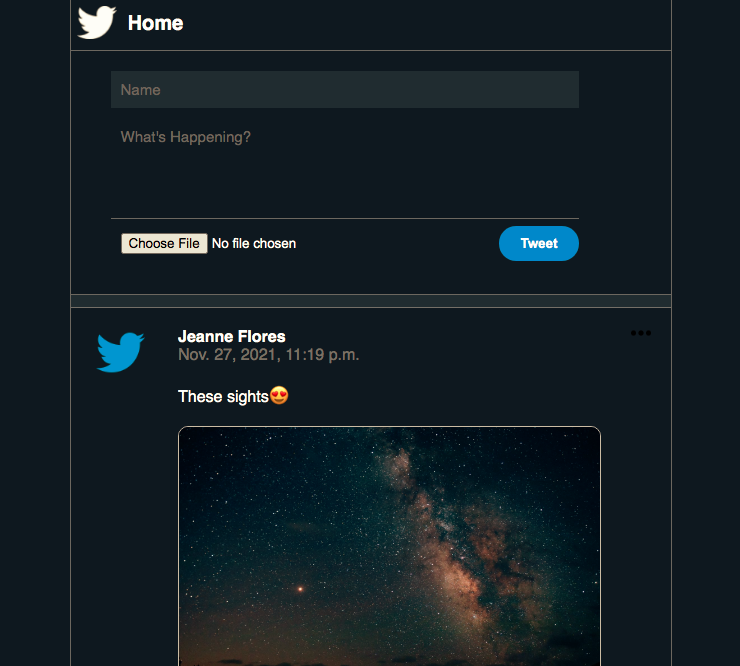 Home
Name
What's Happening?
Choose File No file chosen
Tweet
Jeanne Flores
Nov. 27, 2021, 11:19 p.m.
These sights😍